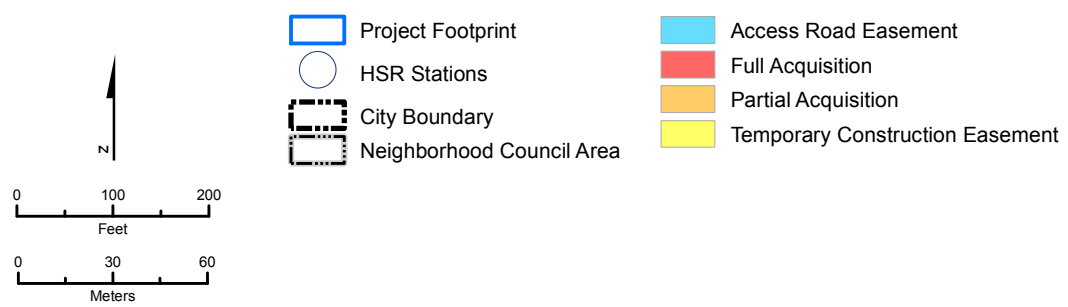 N
0 100 200
Feet
0 30 60
Meters
Project Footprint
HSR Stations
City Boundary
Neighborhood Council Area
Access Road Easement
Full Acquisition
Partial Acquisition
Temporary Construction Easement